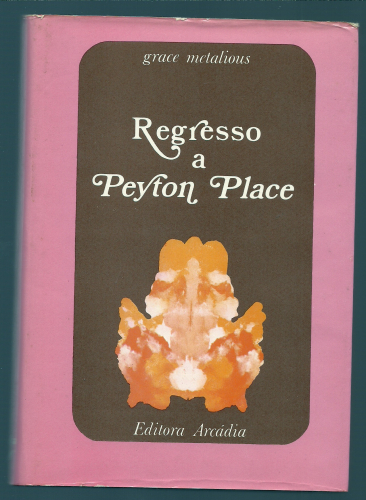 grace metalious
Regresso
a
Peyton Place
Editora Arcádia